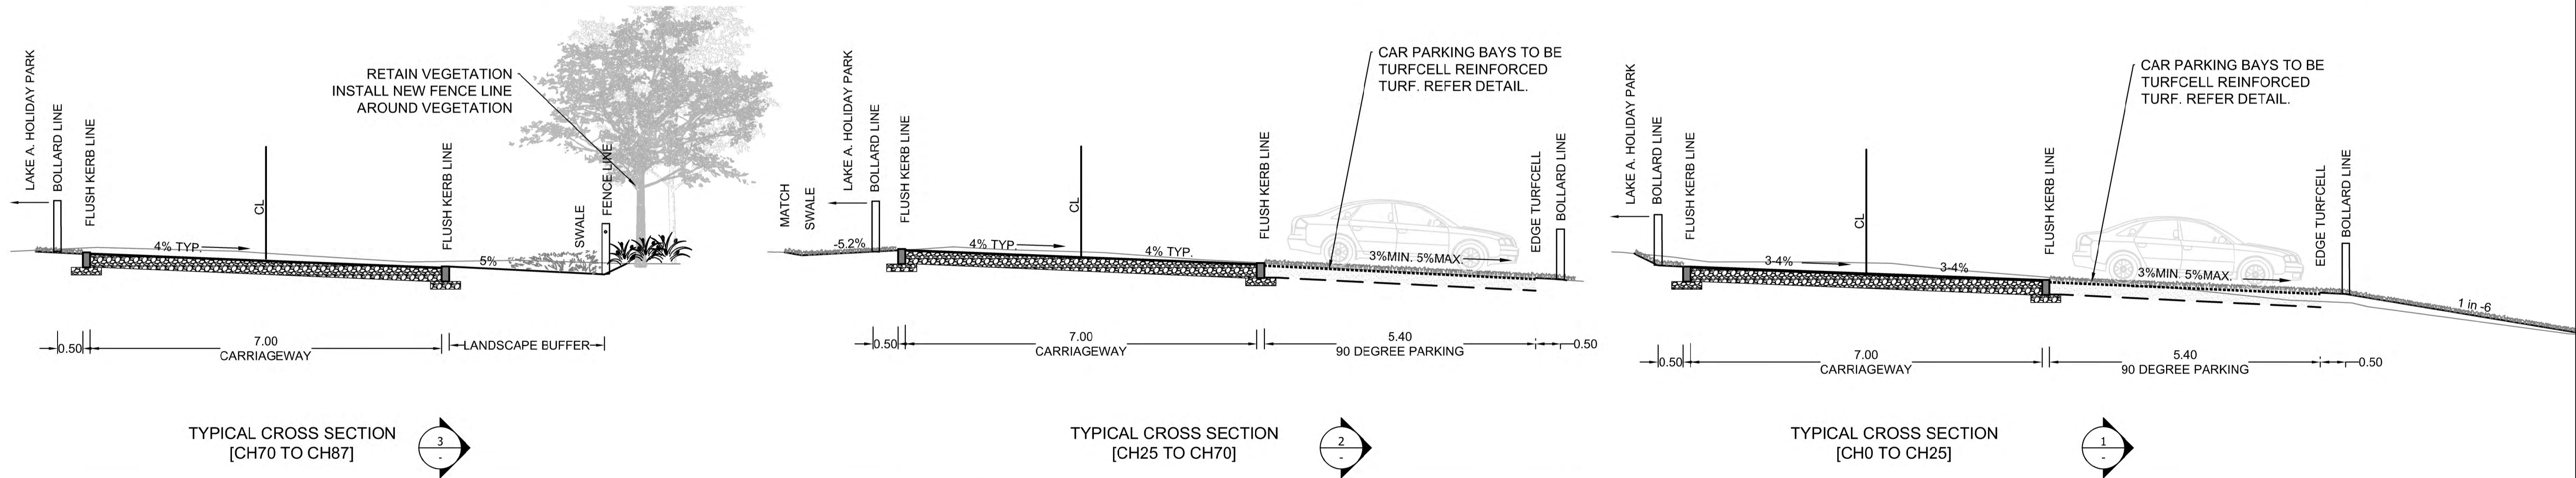 LAKE A. HOLIDAY PARK
BOLLARD LINE
FLUSH KERB LINE
CL
4% TYP.
RETAIN VEGETATION
INSTALL NEW FENCE LINE
AROUND VEGETATION
FLUSH KERB LINE
5%
SWALE
FENCE LINE
0.50
7.00
CARRIAGEWAY
LANDSCAPE BUFFER
TYPICAL CROSS SECTION
[CH70 TO CH87]
3
-
MATCH
SWALE
LAKE A. HOLIDAY PARK
BOLLARD LINE
FLUSH KERB LINE
-5.2%
4% TYP.
CL
4% TYP.
FLUSH KERB LINE
CAR PARKING BAYS TO BE
TURFCELL REINFORCED
TURF. REFER DETAIL.
3%MIN. 5%MAX.
EDGE TURFCELL
BOLLARD LINE
0.50
7.00
CARRIAGEWAY
5.40
90 DEGREE PARKING
0.50
TYPICAL CROSS SECTION
[CH25 TO CH70]
2
-
LAKE A. HOLIDAY PARK
BOLLARD LINE
FLUSH KERB LINE
3-4%
CL
3-4%
FLUSH KERB LINE
CAR PARKING BAYS TO BE
TURFCELL REINFORCED
TURF. REFER DETAIL.
3%MIN. 5%MAX.
EDGE TURFCELL
BOLLARD LINE
1 in -6
0.50
7.00
CARRIAGEWAY
5.40
90 DEGREE PARKING
0.50
TYPICAL CROSS SECTION
[CH0 TO CH25]
1
-